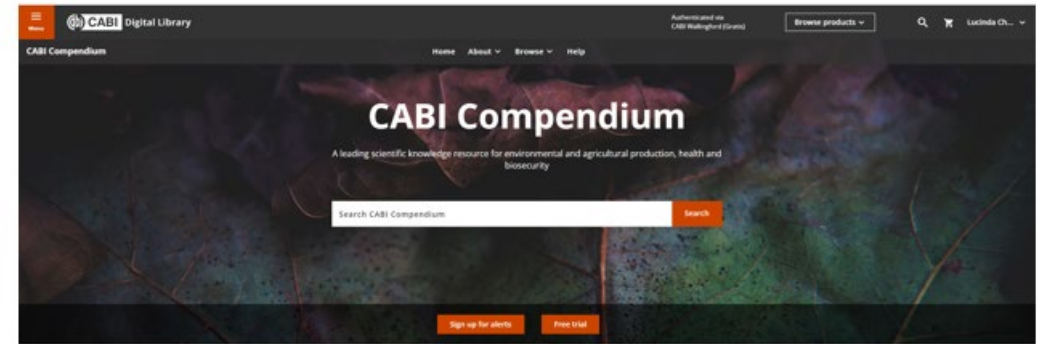 Menu
CABI Digital Library
Authenticated via
CABI Wallingford (Gratis)
Browse products
Lucinda Ch...
CABI Compendium
Home About Browse Help
CABI Compendium
A leading scientific knowledge resource for environmental and agricultural production, health and
biosecurity
Search CABI Compendium
Search
Sign up for alerts
Free trial